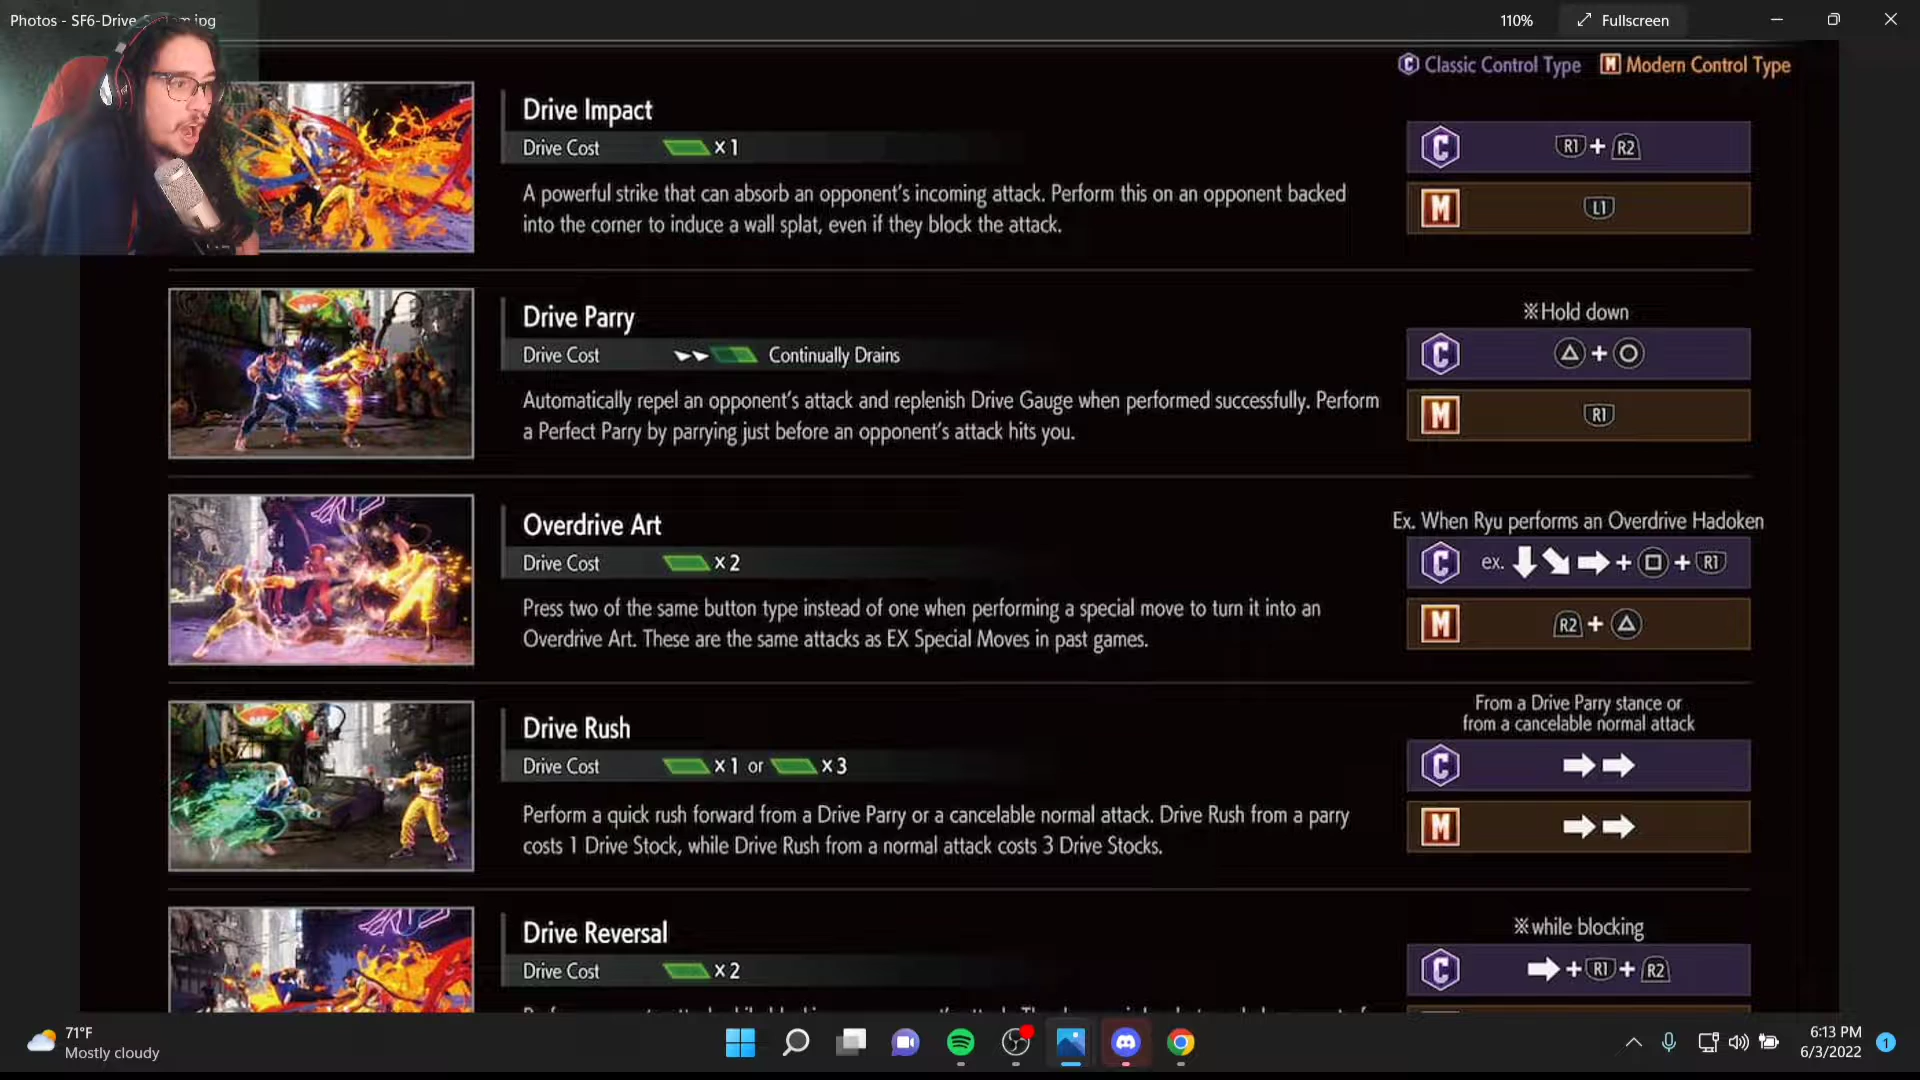 Photos - SF6-Drive
110%
Fullscreen
Classic Control Type
Modern Control Type
Drive Impact
Drive Cost × 1
A powerful strike that can absorb an opponent's incoming attack. Perform this on an opponent backed
into the corner to induce a wall splat, even if they block the attack.
C R1 + R2
M L1
Drive Parry
Drive Cost Continually Drains
Automatically repel an opponent's attack and replenish Drive Gauge when performed successfully. Perform
a Perfect Parry by parrying just before an opponent's attack hits you.
※Hold down
C △ + ○
M R1
Overdrive Art
Drive Cost × 2
Press two of the same button type instead of one when performing a special move to turn it into an
Overdrive Art. These are the same attacks as EX Special Moves in past games.
Ex. When Ryu performs an Overdrive Hadoken
C ex. ↓ ↘ → + □ + R1
M R2 + △
Drive Rush
Drive Cost × 1 or × 3
Perform a quick rush forward from a Drive Parry or a cancelable normal attack. Drive Rush from a parry
costs 1 Drive Stock, while Drive Rush from a normal attack costs 3 Drive Stocks.
From a Drive Parry stance or
from a cancelable normal attack
C → →
M → →
Drive Reversal
Drive Cost × 2
※while blocking
C → + R1 + R2
71°F
Mostly cloudy
6:13 PM
6/3/2022
1